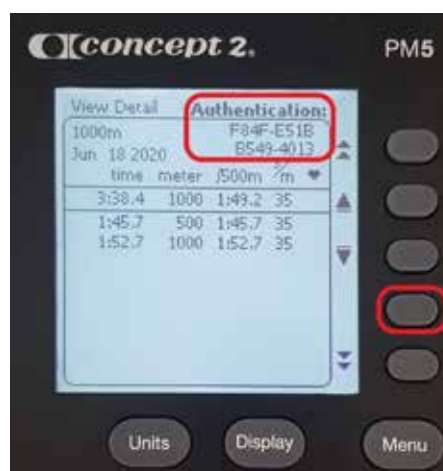 concept 2. PM5
View Detail Authentication:
1000m F84F-E51B
Jun 18 2020 B549-4013
time meter /500m s/m
3:38.4 1000 1:49.2 35
1:45.7 500 1:45.7 35
1:52.7 1000 1:52.7 35
Units Display Menu